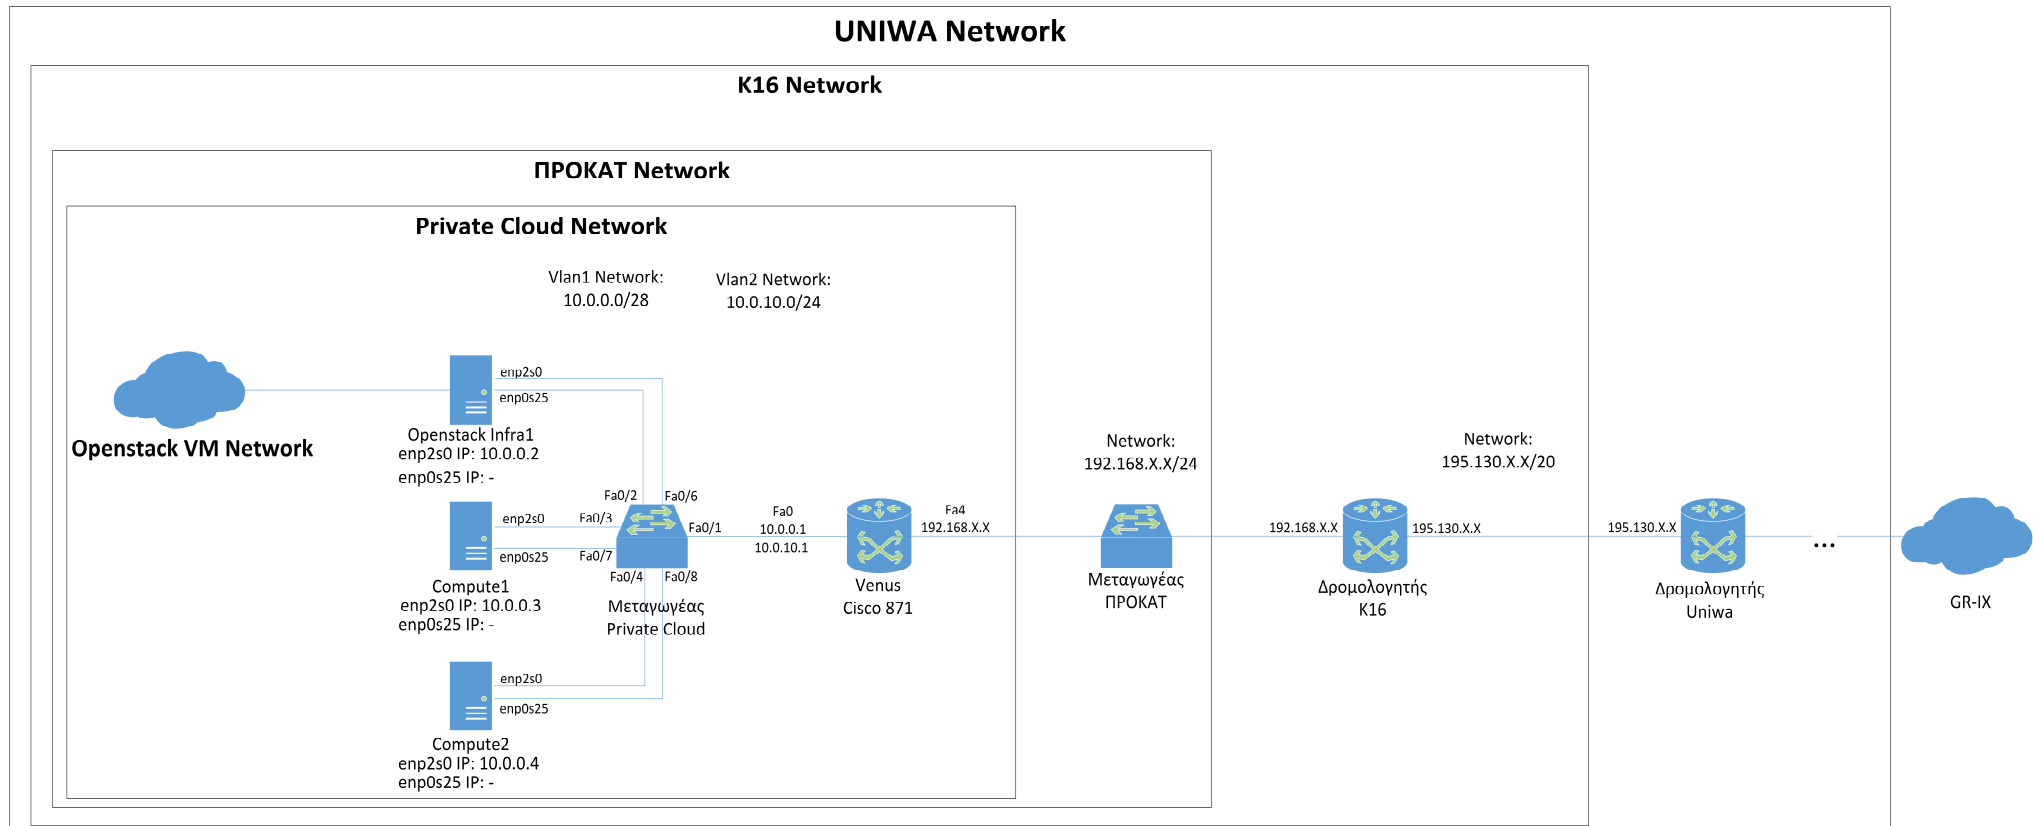 UNIWA Network
K16 Network
ΠΡΟΚΑΤ Network
Private Cloud Network
Vlan1 Network:
10.0.0.0/28
Vlan2 Network:
10.0.10.0/24
Openstack VM Network
enp2s0
enp0s25
Openstack Infra1
enp2s0 IP: 10.0.0.2
enp0s25 IP: -
enp2s0
enp0s25
Compute1
enp2s0 IP: 10.0.0.3
enp0s25 IP: -
enp2s0
enp0s25
Compute2
enp2s0 IP: 10.0.0.4
enp0s25 IP: -
Fa0/2
Fa0/6
Fa0/3
Fa0/1
Fa0/7
Fa0/4
Fa0/8
Μεταγωγέας
Private Cloud
Fa0
10.0.0.1
10.0.10.1
Venus
Cisco 871
Fa4
192.168.X.X
Network:
192.168.X.X/24
Μεταγωγέας
ΠΡΟΚΑΤ
192.168.X.X
Δρομολογητής
K16
195.130.X.X
Network:
195.130.X.X/20
195.130.X.X
Δρομολογητής
Uniwa
...
GR-IX